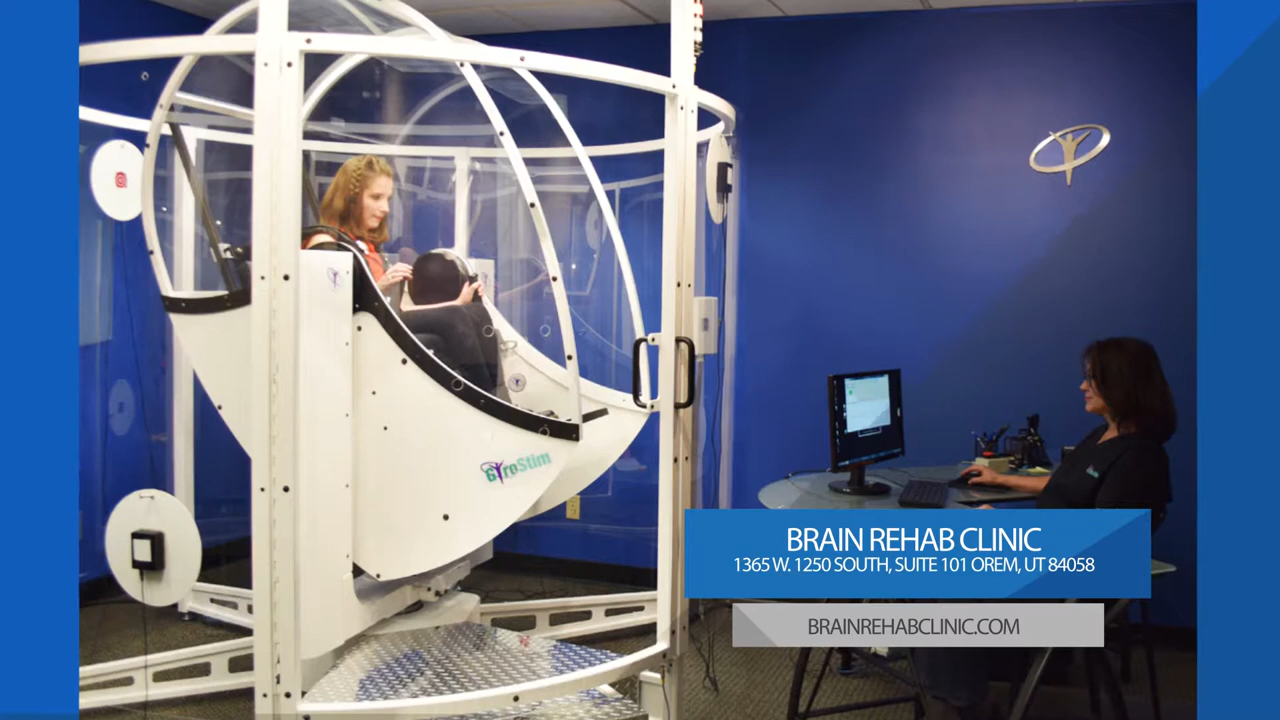 GyroStim
BRAIN REHAB CLINIC
1365 W. 1250 SOUTH, SUITE 101 OREM, UT 84058
BRAINREHABCLINIC.COM